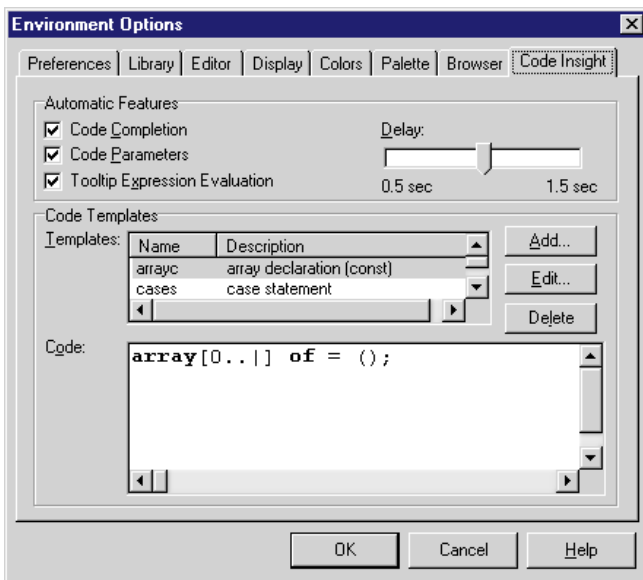 Environment Options
Preferences Library Editor Display Colors Palette Browser Code Insight
Automatic Features
Code Completion
Code Parameters
Tooltip Expression Evaluation
Delay:
0.5 sec 1.5 sec
Code Templates
Templates:
Name Description
arrayc array declaration (const)
cases case statement
Add...
Edit...
Delete
Code:
array[0..|] of = ();
OK Cancel Help